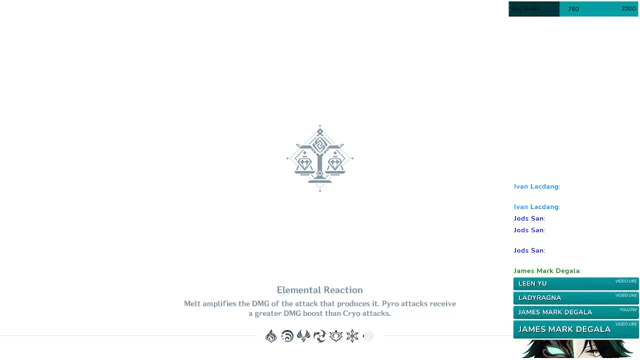 760
2000
Ivan Lacdang:
Ivan Lacdang:
Jods San:
Jods San:
Jods San:
James Mark Degala:
LEEN YU
VIDEO LIKE
LADYRAGNA
VIDEO LIKE
JAMES MARK DEGALA
FOLLOW
JAMES MARK DEGALA
VIDEO LIKE
Elemental Reaction
Melt amplifies the DMG of the attack that produces it. Pyro attacks receive
a greater DMG boost than Cryo attacks.